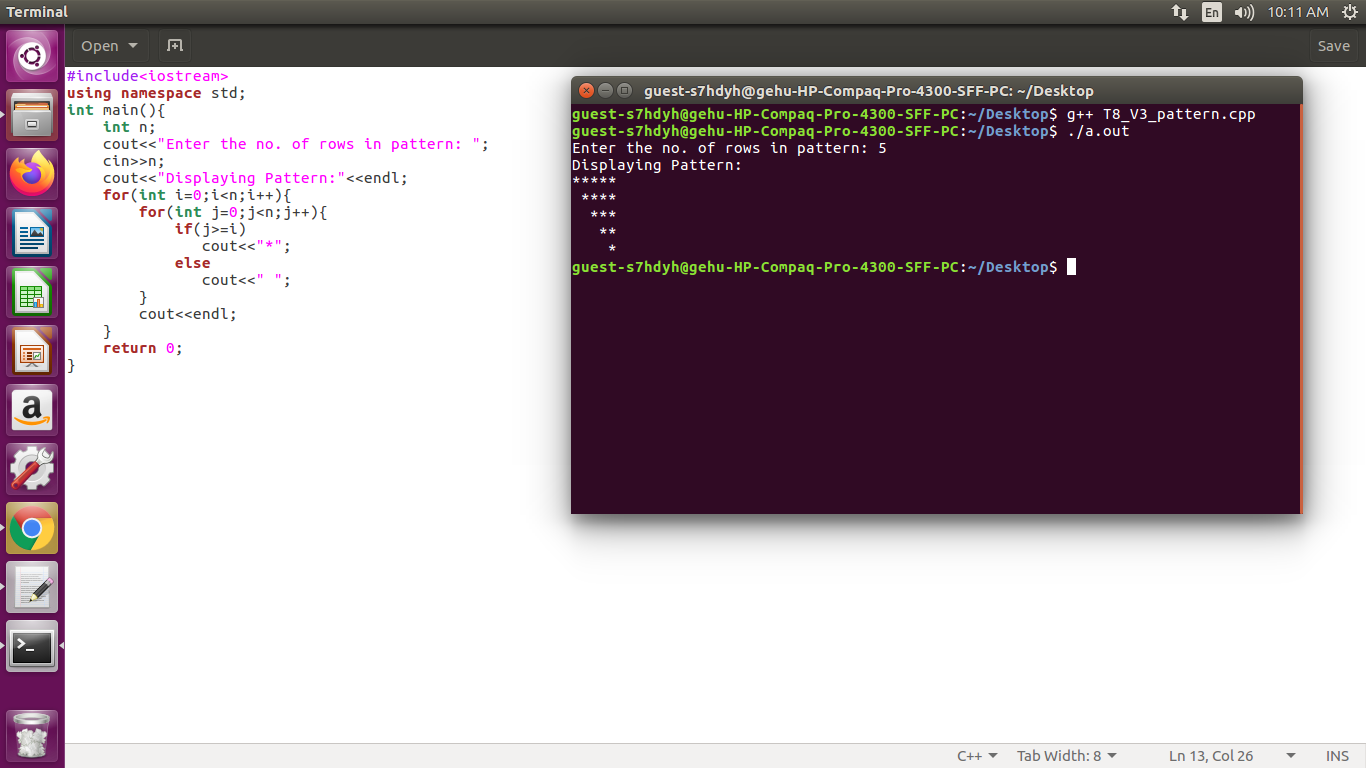 Terminal
En
10:11 AM
Open
Save
#include<iostream>
using namespace std;
int main(){
    int n;
    cout<<"Enter the no. of rows in pattern: ";
    cin>>n;
    cout<<"Displaying Pattern:"<<endl;
    for(int i=0;i<n;i++){
        for(int j=0;j<n;j++){
            if(j>=i)
               cout<<"*";
            else
               cout<<" ";
        }
        cout<<endl;
    }
    return 0;
}
guest-s7hdyh@gehu-HP-Compaq-Pro-4300-SFF-PC: ~/Desktop
guest-s7hdyh@gehu-HP-Compaq-Pro-4300-SFF-PC:~/Desktop$ g++ T8_V3_pattern.cpp
guest-s7hdyh@gehu-HP-Compaq-Pro-4300-SFF-PC:~/Desktop$ ./a.out
Enter the no. of rows in pattern: 5
Displaying Pattern:
*****
 ****
  ***
   **
    *
guest-s7hdyh@gehu-HP-Compaq-Pro-4300-SFF-PC:~/Desktop$
a
>_
C++
Tab Width: 8
Ln 13, Col 26
INS